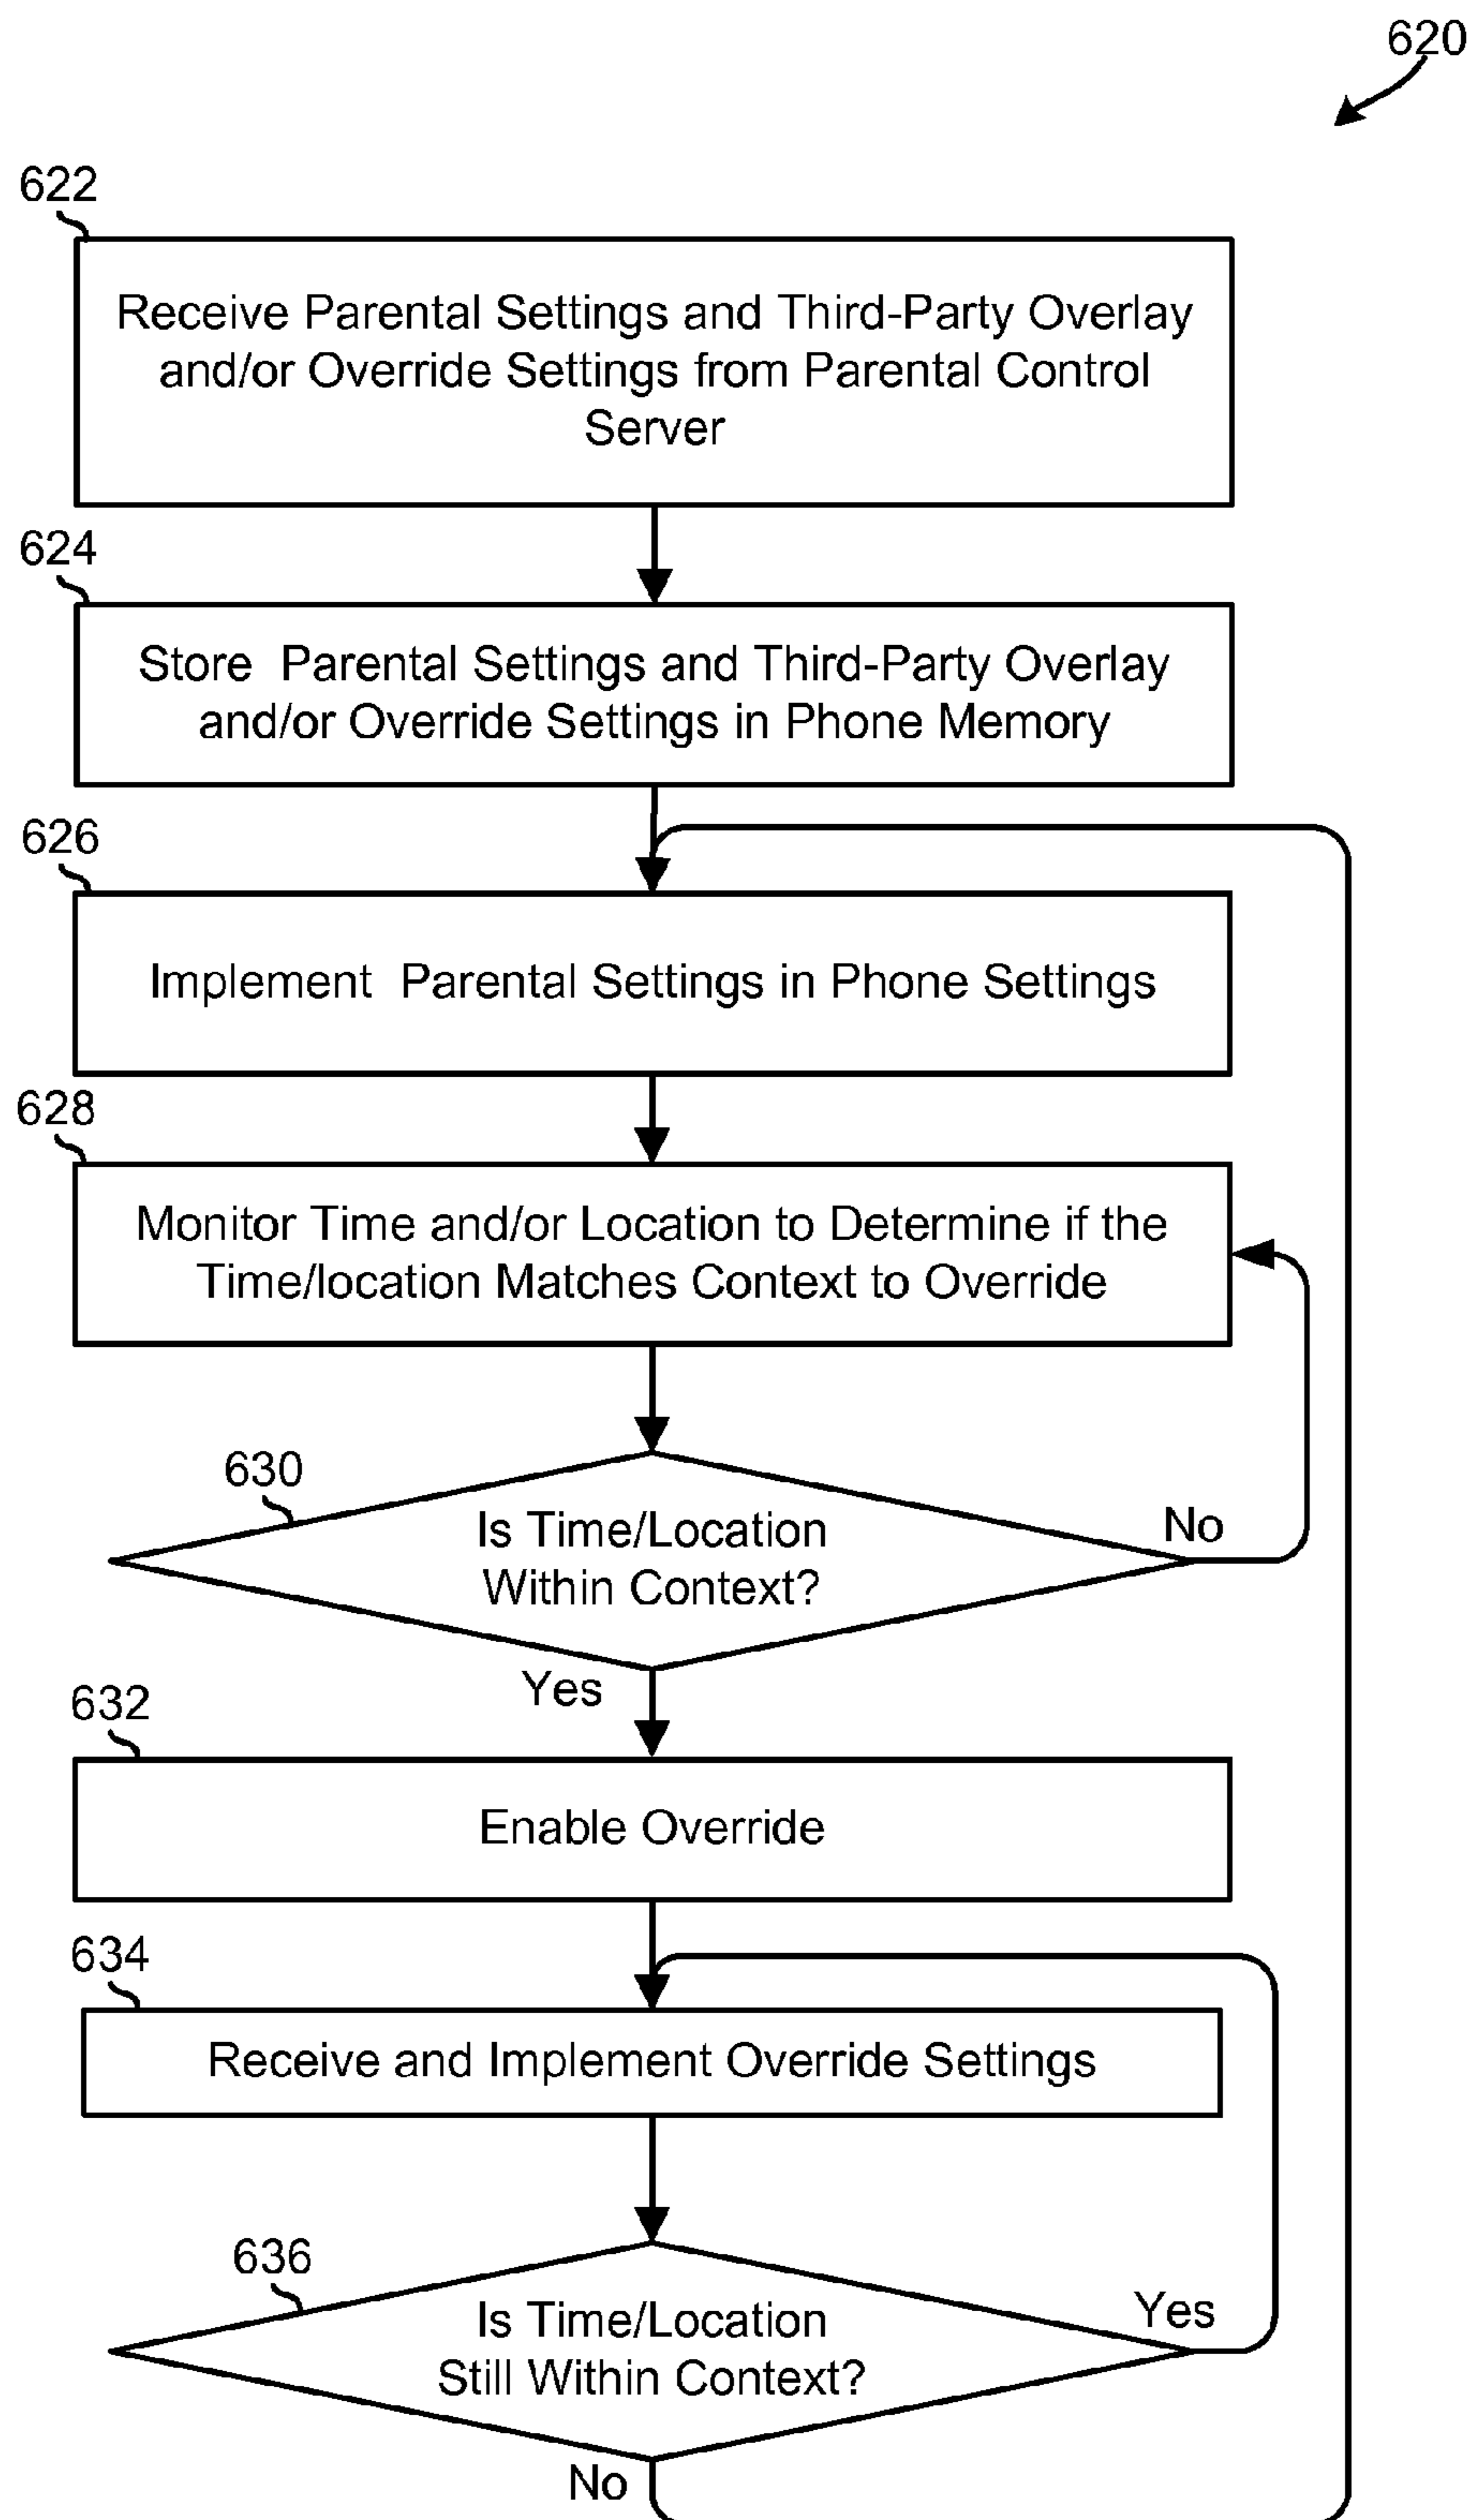 620
622
Receive Parental Settings and Third-Party Overlay
and/or Override Settings from Parental Control
Server
624
Store Parental Settings and Third-Party Overlay
and/or Override Settings in Phone Memory
626
Implement Parental Settings in Phone Settings
628
Monitor Time and/or Location to Determine if the
Time/location Matches Context to Override
630
Is Time/Location
Within Context?
No
Yes
632
Enable Override
634
Receive and Implement Override Settings
636
Is Time/Location
Still Within Context?
Yes
No